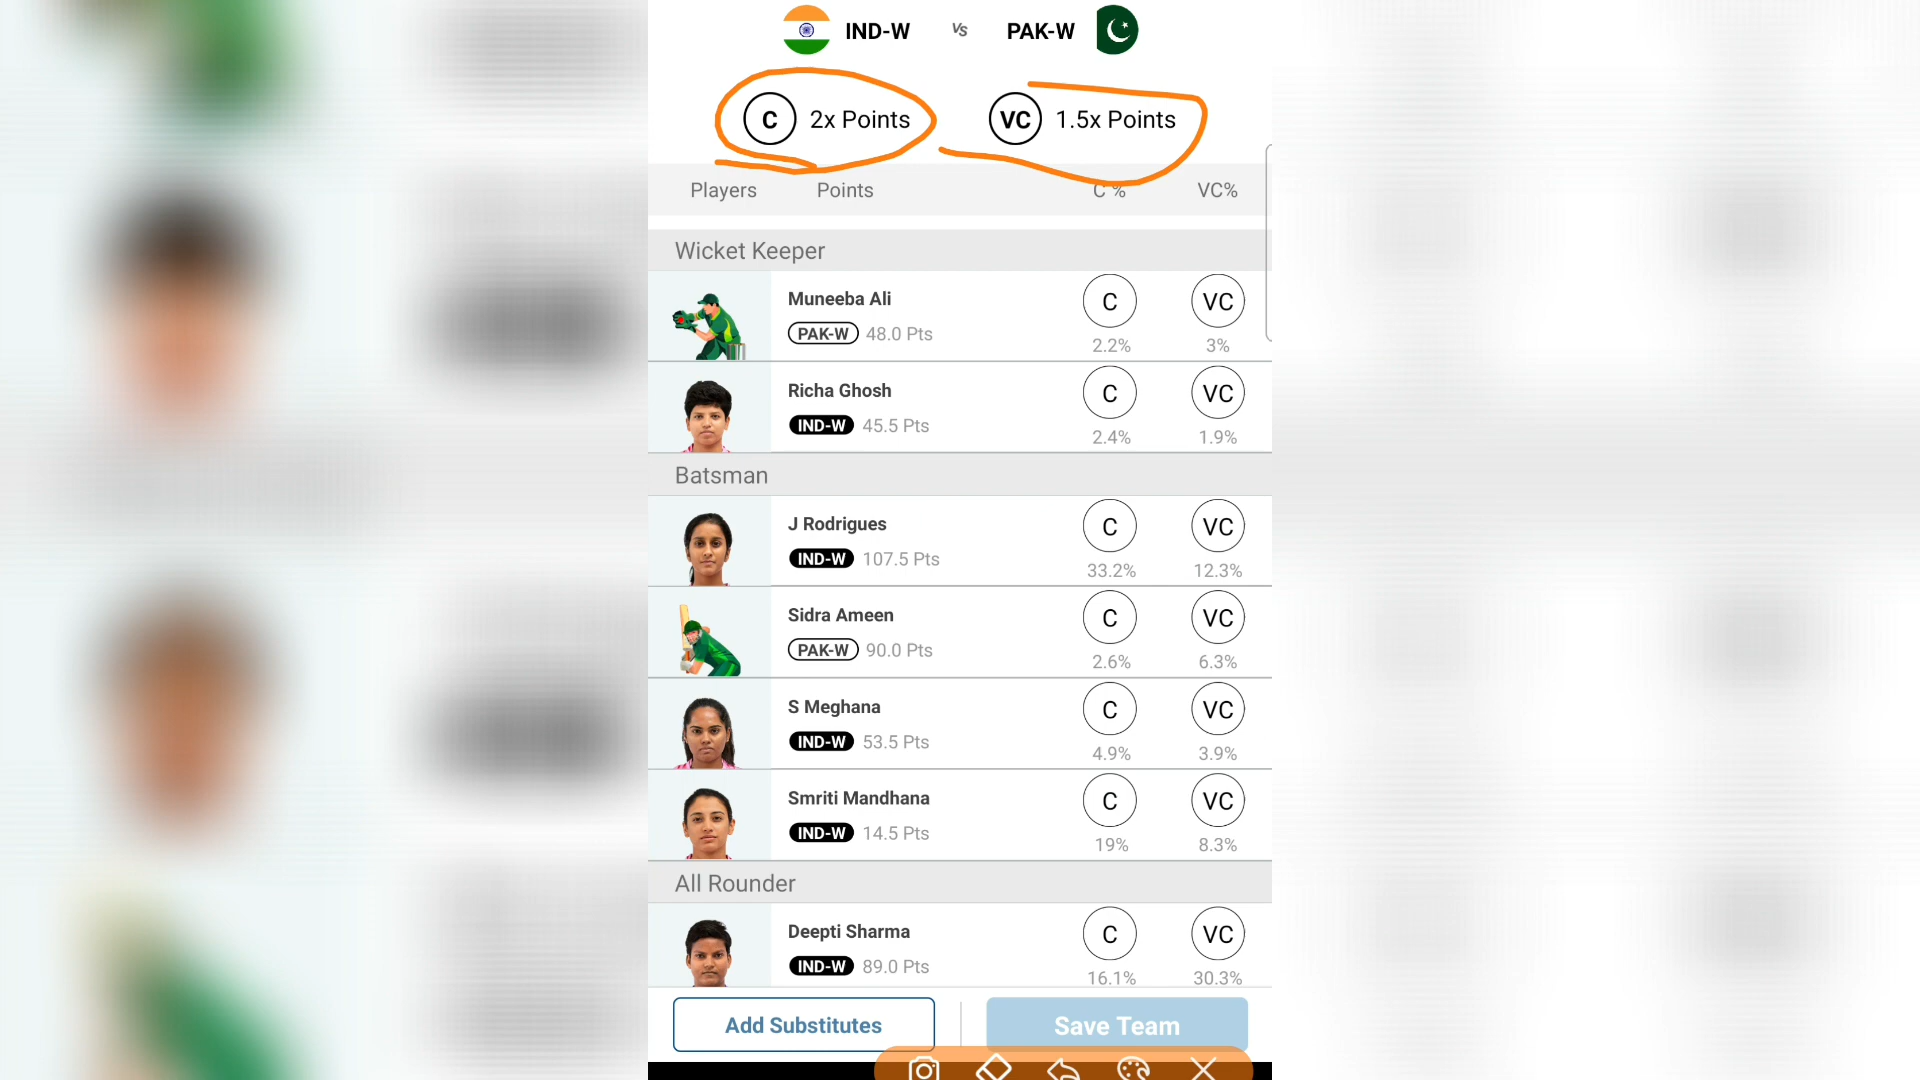 IND-W Vs PAK-W
C 2x Points VC 1.5x Points
Players Points C % VC%
Wicket Keeper
Muneeba Ali C VC
PAK-W 48.0 Pts 2.2% 3%
Richa Ghosh C VC
IND-W 45.5 Pts 2.4% 1.9%
Batsman
J Rodrigues C VC
IND-W 107.5 Pts 33.2% 12.3%
Sidra Ameen C VC
PAK-W 90.0 Pts 2.6% 6.3%
S Meghana C VC
IND-W 53.5 Pts 4.9% 3.9%
Smriti Mandhana C VC
IND-W 14.5 Pts 19% 8.3%
All Rounder
Deepti Sharma C VC
IND-W 89.0 Pts 16.1% 30.3%
Add Substitutes Save Team